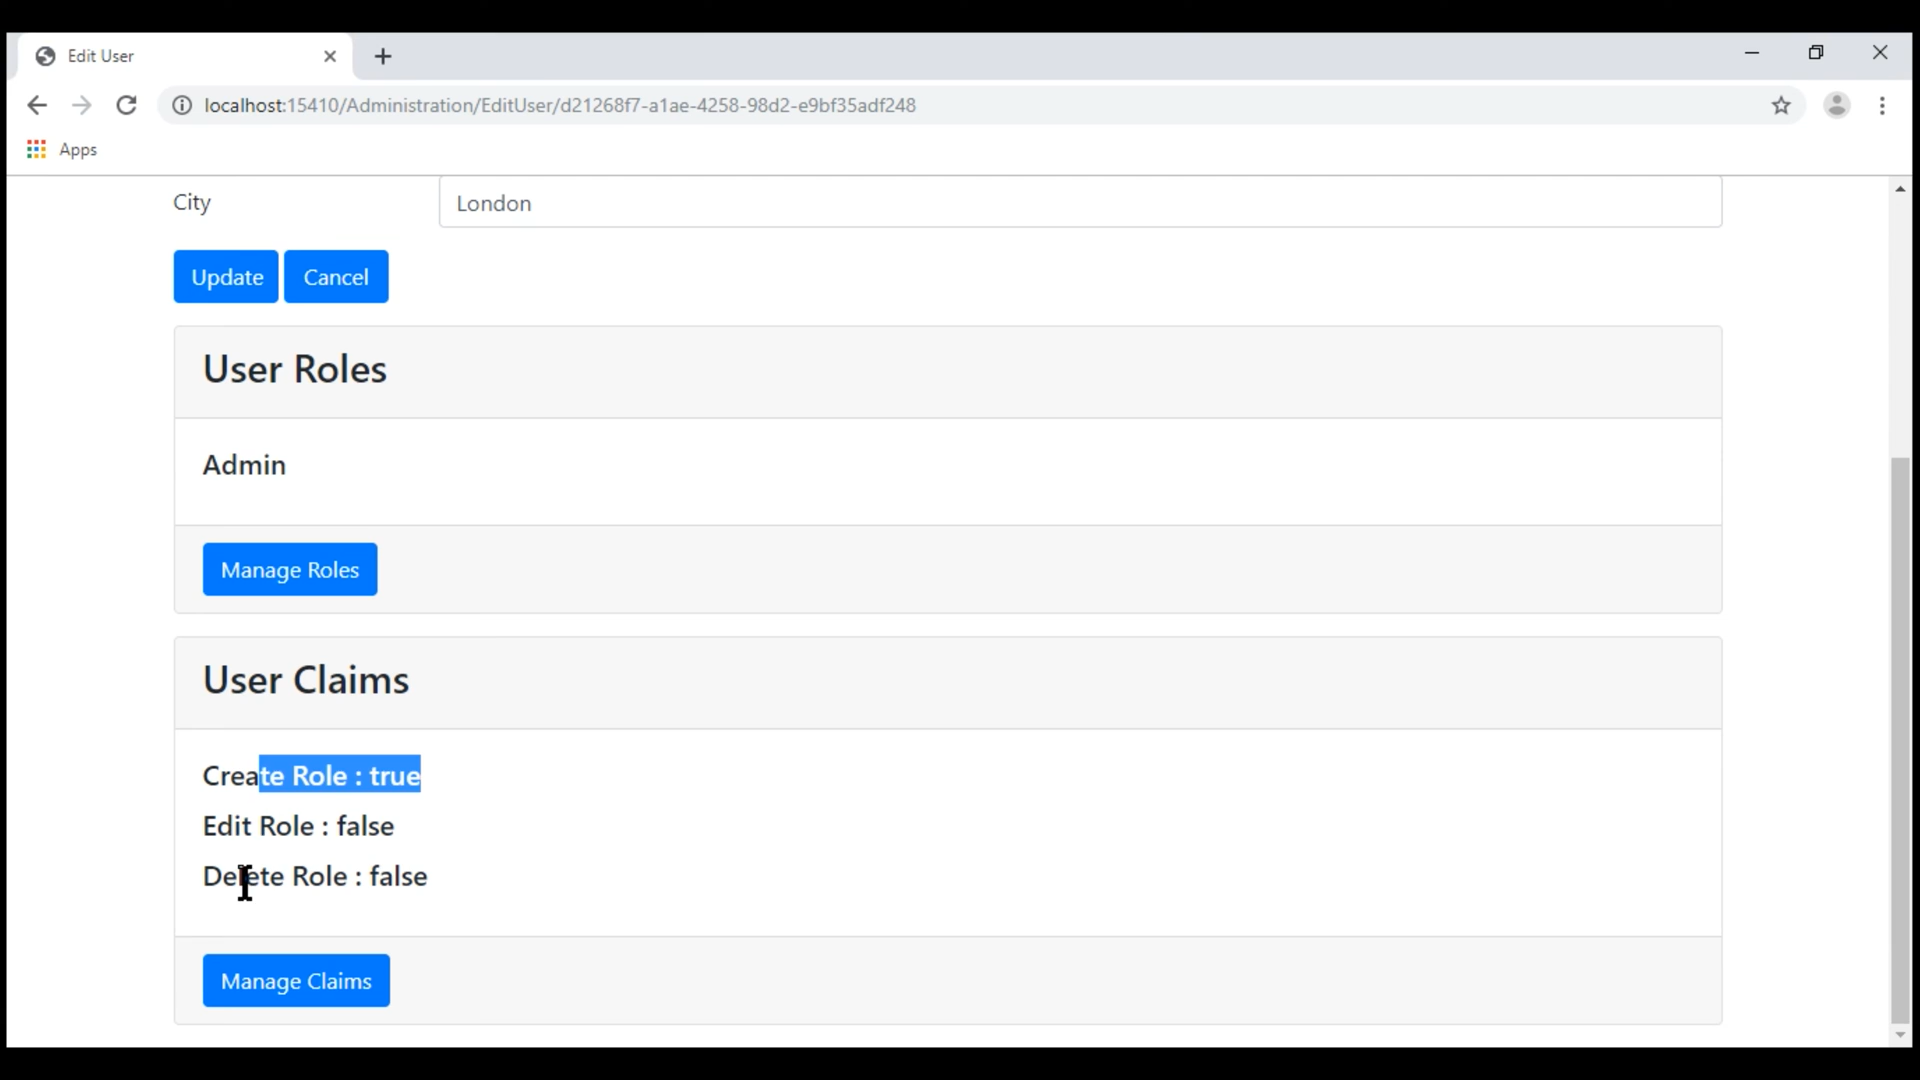 Edit User
localhost:15410/Administration/EditUser/d21268f7-a1ae-4258-98d2-e9bf35adf248
Apps
City London
Update Cancel
User Roles
Admin
Manage Roles
User Claims
Create Role : true
Edit Role : false
Delete Role : false
Manage Claims